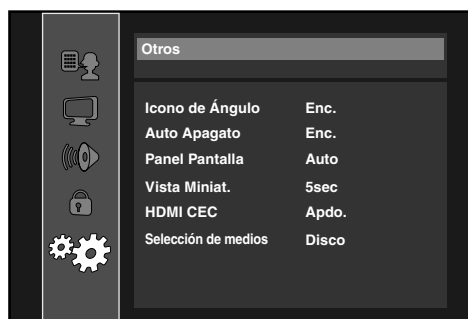 Otros
Icono de Ángulo Enc.
Auto Apagato Enc.
Panel Pantalla Auto
Vista Miniat. 5sec
HDMI CEC Apdo.
Selección de medios Disco